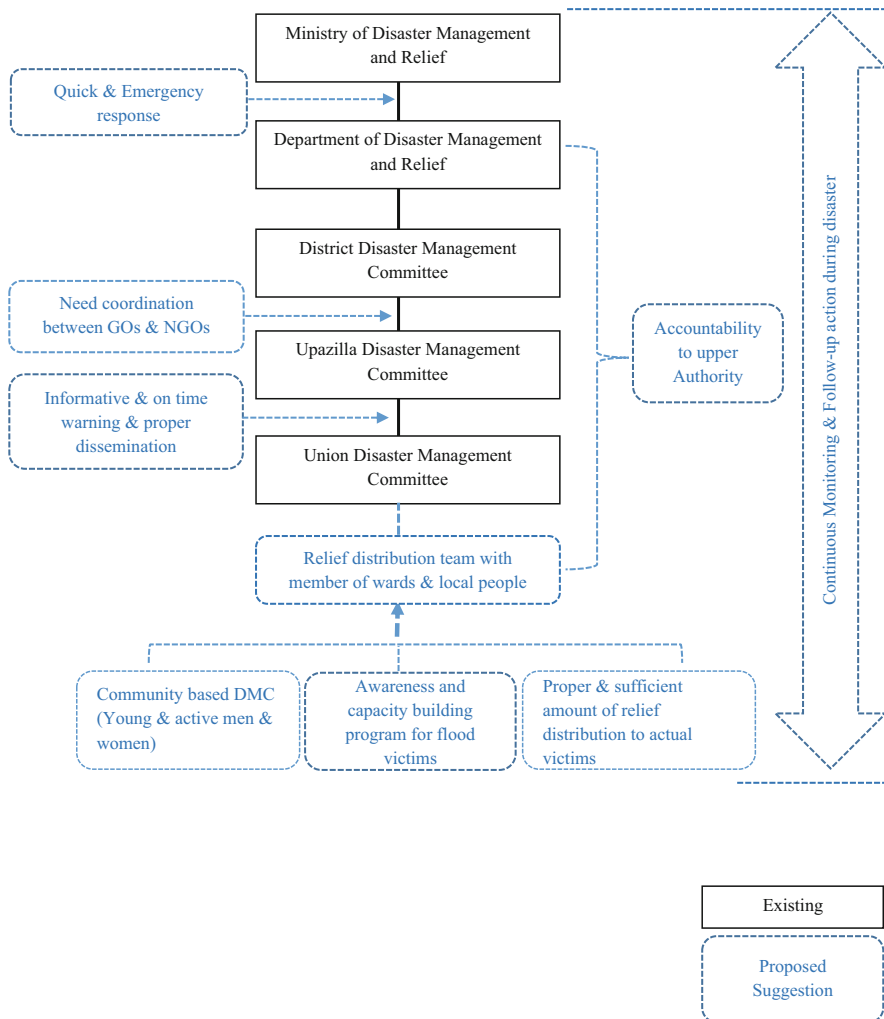 Ministry of Disaster Management
and Relief
Quick & Emergency
response
Department of Disaster Management
and Relief
District Disaster Management
Committee
Need coordination
between GOs & NGOs
Upazilla Disaster Management
Committee
Accountability
to upper
Authority
Informative & on time
warning & proper
dissemination
Union Disaster Management
Committee
Relief distribution team with
member of wards & local people
Continuous Monitoring & Follow-up action during disaster
Community based DMC
(Young & active men &
women)
Awareness and
capacity building
program for flood
victims
Proper & sufficient
amount of relief
distribution to actual
victims
Existing
Proposed
Suggestion